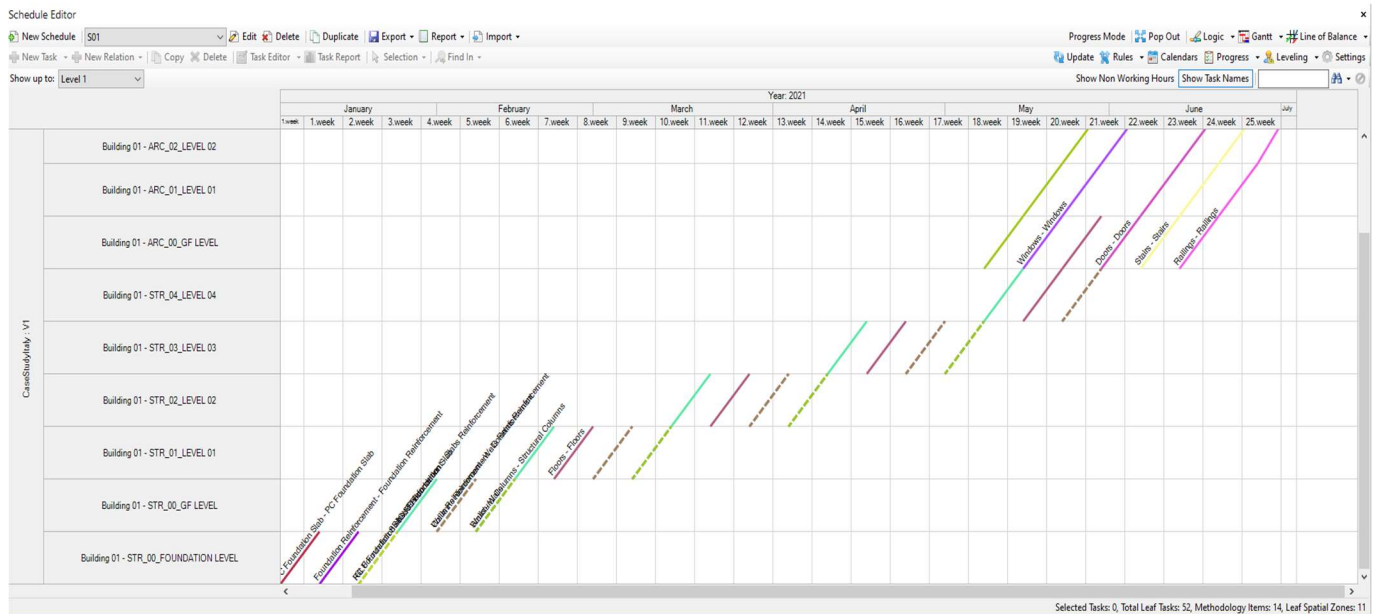 Schedule Editor x
New Schedule S01 Edit Delete Duplicate Export Report Import Progress Mode Pop Out Logic Gantt Line of Balance
New Task New Relation Copy Delete Task Editor Task Report Selection Find In Update Rules Calendars Progress Leveling Settings
Show up to: Level 1 Show Non Working Hours Show Task Names
Year: 2021
January February March April May June July
1.week 1.week 2.week 3.week 4.week 5.week 6.week 7.week 8.week 9.week 10.week 11.week 12.week 13.week 14.week 15.week 16.week 17.week 18.week 19.week 20.week 21.week 22.week 23.week 24.week 25.week
CaseStudyItaly : V1
Building 01 - ARC_02_LEVEL 02
Building 01 - ARC_01_LEVEL 01
Building 01 - ARC_00_GF LEVEL
Building 01 - STR_04_LEVEL 04
Building 01 - STR_03_LEVEL 03
Building 01 - STR_02_LEVEL 02
Building 01 - STR_01_LEVEL 01
Building 01 - STR_00_GF LEVEL
Building 01 - STR_00_FOUNDATION LEVEL
C Foundation Slab - PC Foundation Slab
Foundation Reinforcement - Foundation Reinforcement
Slabs Reinforcement
Columns - Structural Columns
Floors - Floors
Windows - Windows
Doors - Doors
Stairs - Stairs
Railings - Railings
Selected Tasks: 0, Total Leaf Tasks: 52, Methodology Items: 14, Leaf Spatial Zones: 11